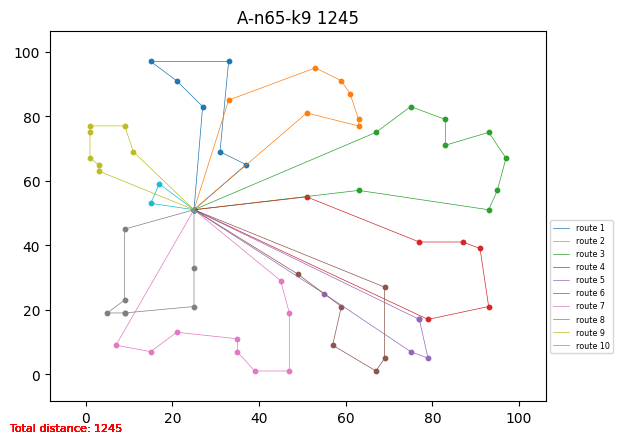 A-n65-k9 1245
100
80
60
40
20
0
0 20 40 60 80 100
route 1
route 2
route 3
route 4
route 5
route 6
route 7
route 8
route 9
route 10
Total distance: 1245